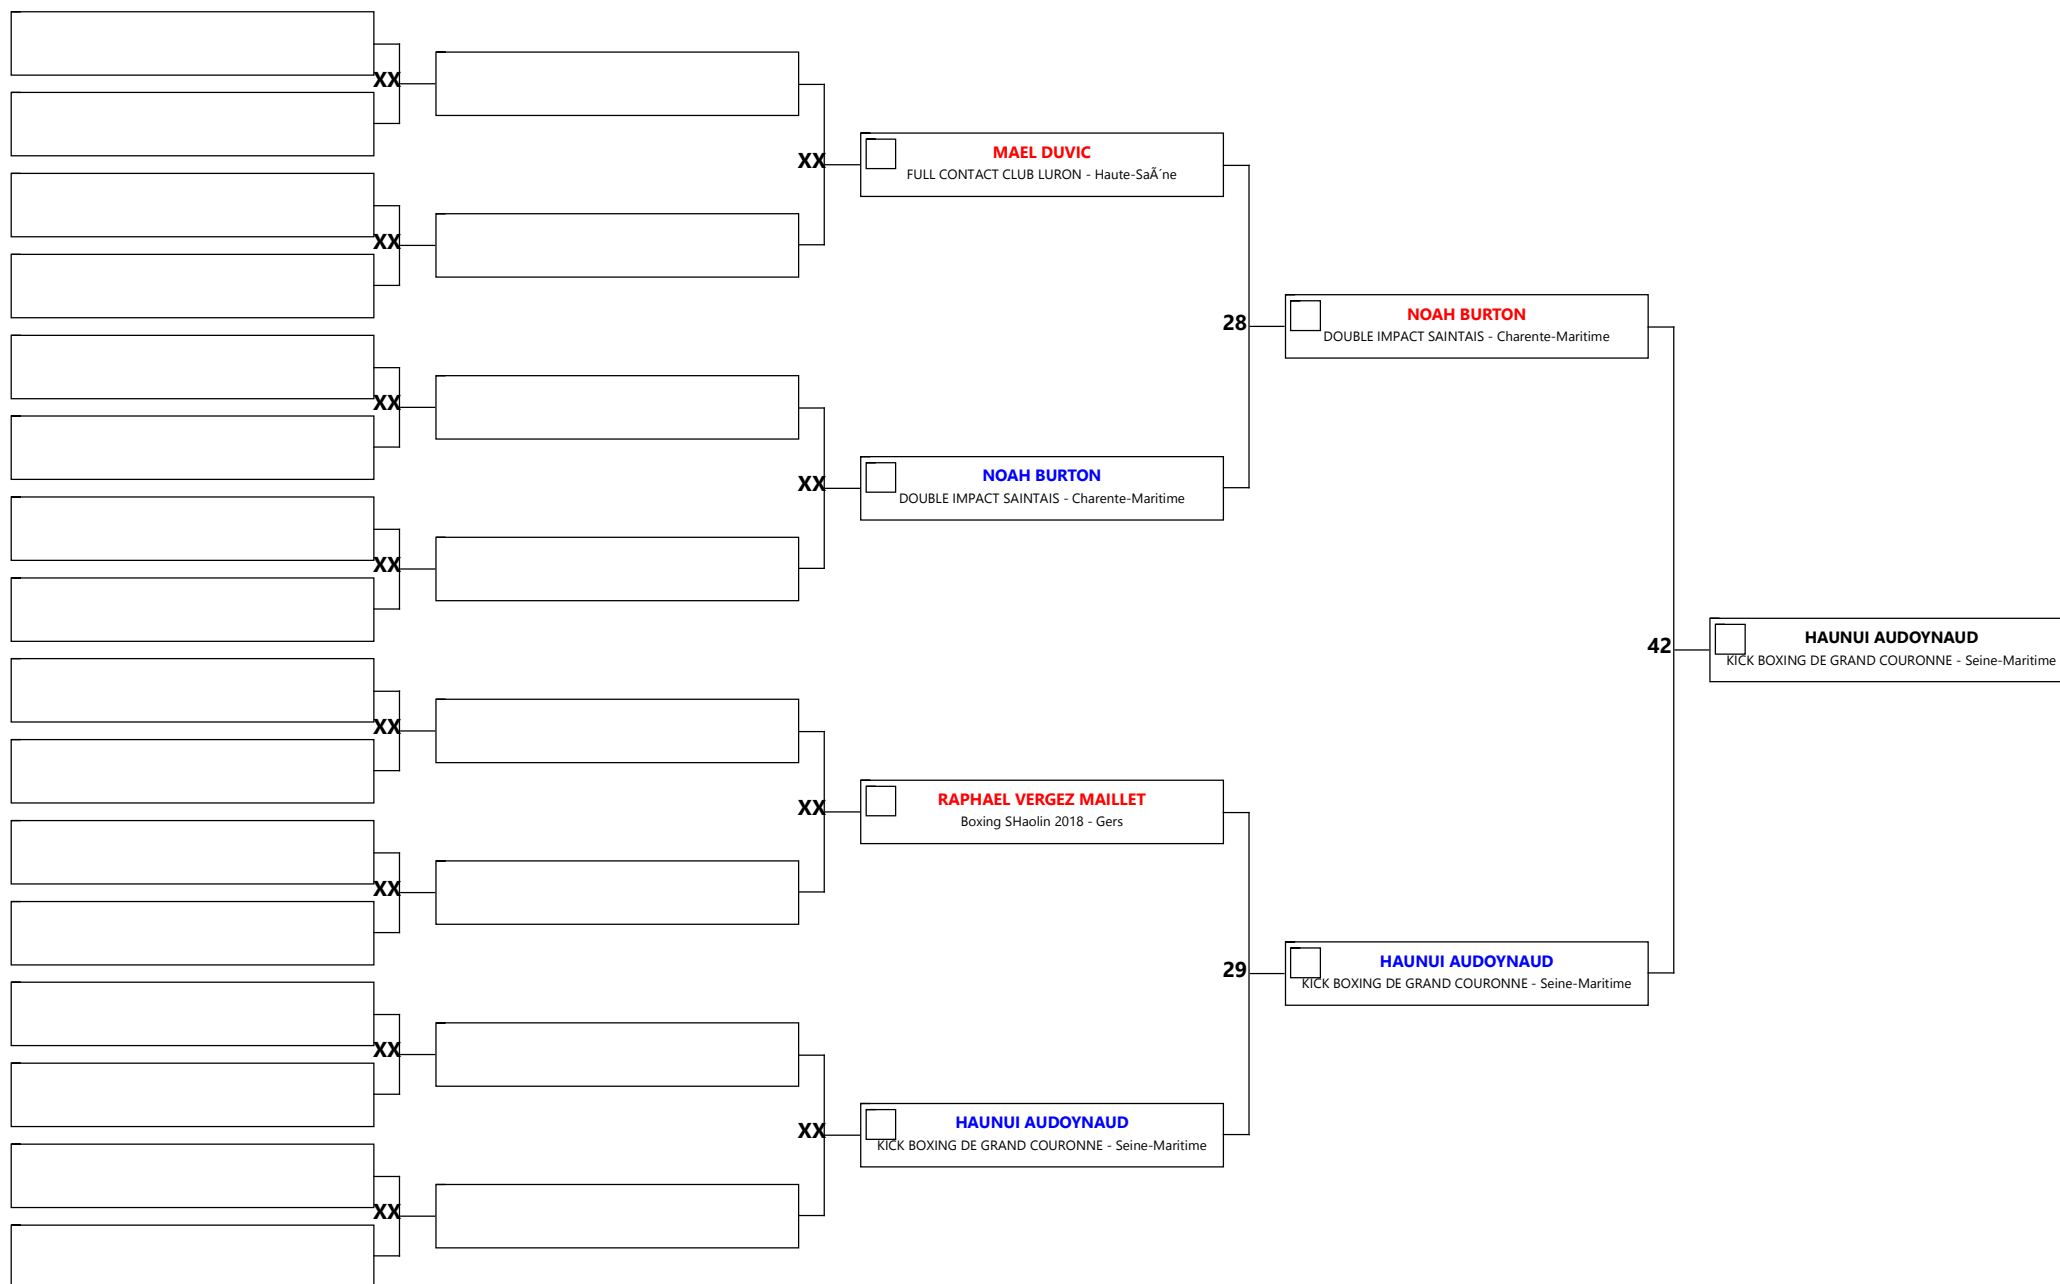 XX
XX
XX
XX
XX
XX
XX
XX
XX
XX
XX
XX
MAEL DUVIC
FULL CONTACT CLUB LURON - Haute-SaÃ´ne
NOAH BURTON
DOUBLE IMPACT SAINTAIS - Charente-Maritime
RAPHAEL VERGEZ MAILLET
Boxing SHaolin 2018 - Gers
HAUNUI AUDOYNAUD
KICK BOXING DE GRAND COURONNE - Seine-Maritime
28
29
NOAH BURTON
DOUBLE IMPACT SAINTAIS - Charente-Maritime
HAUNUI AUDOYNAUD
KICK BOXING DE GRAND COURONNE - Seine-Maritime
42
HAUNUI AUDOYNAUD
KICK BOXING DE GRAND COURONNE - Seine-Maritime